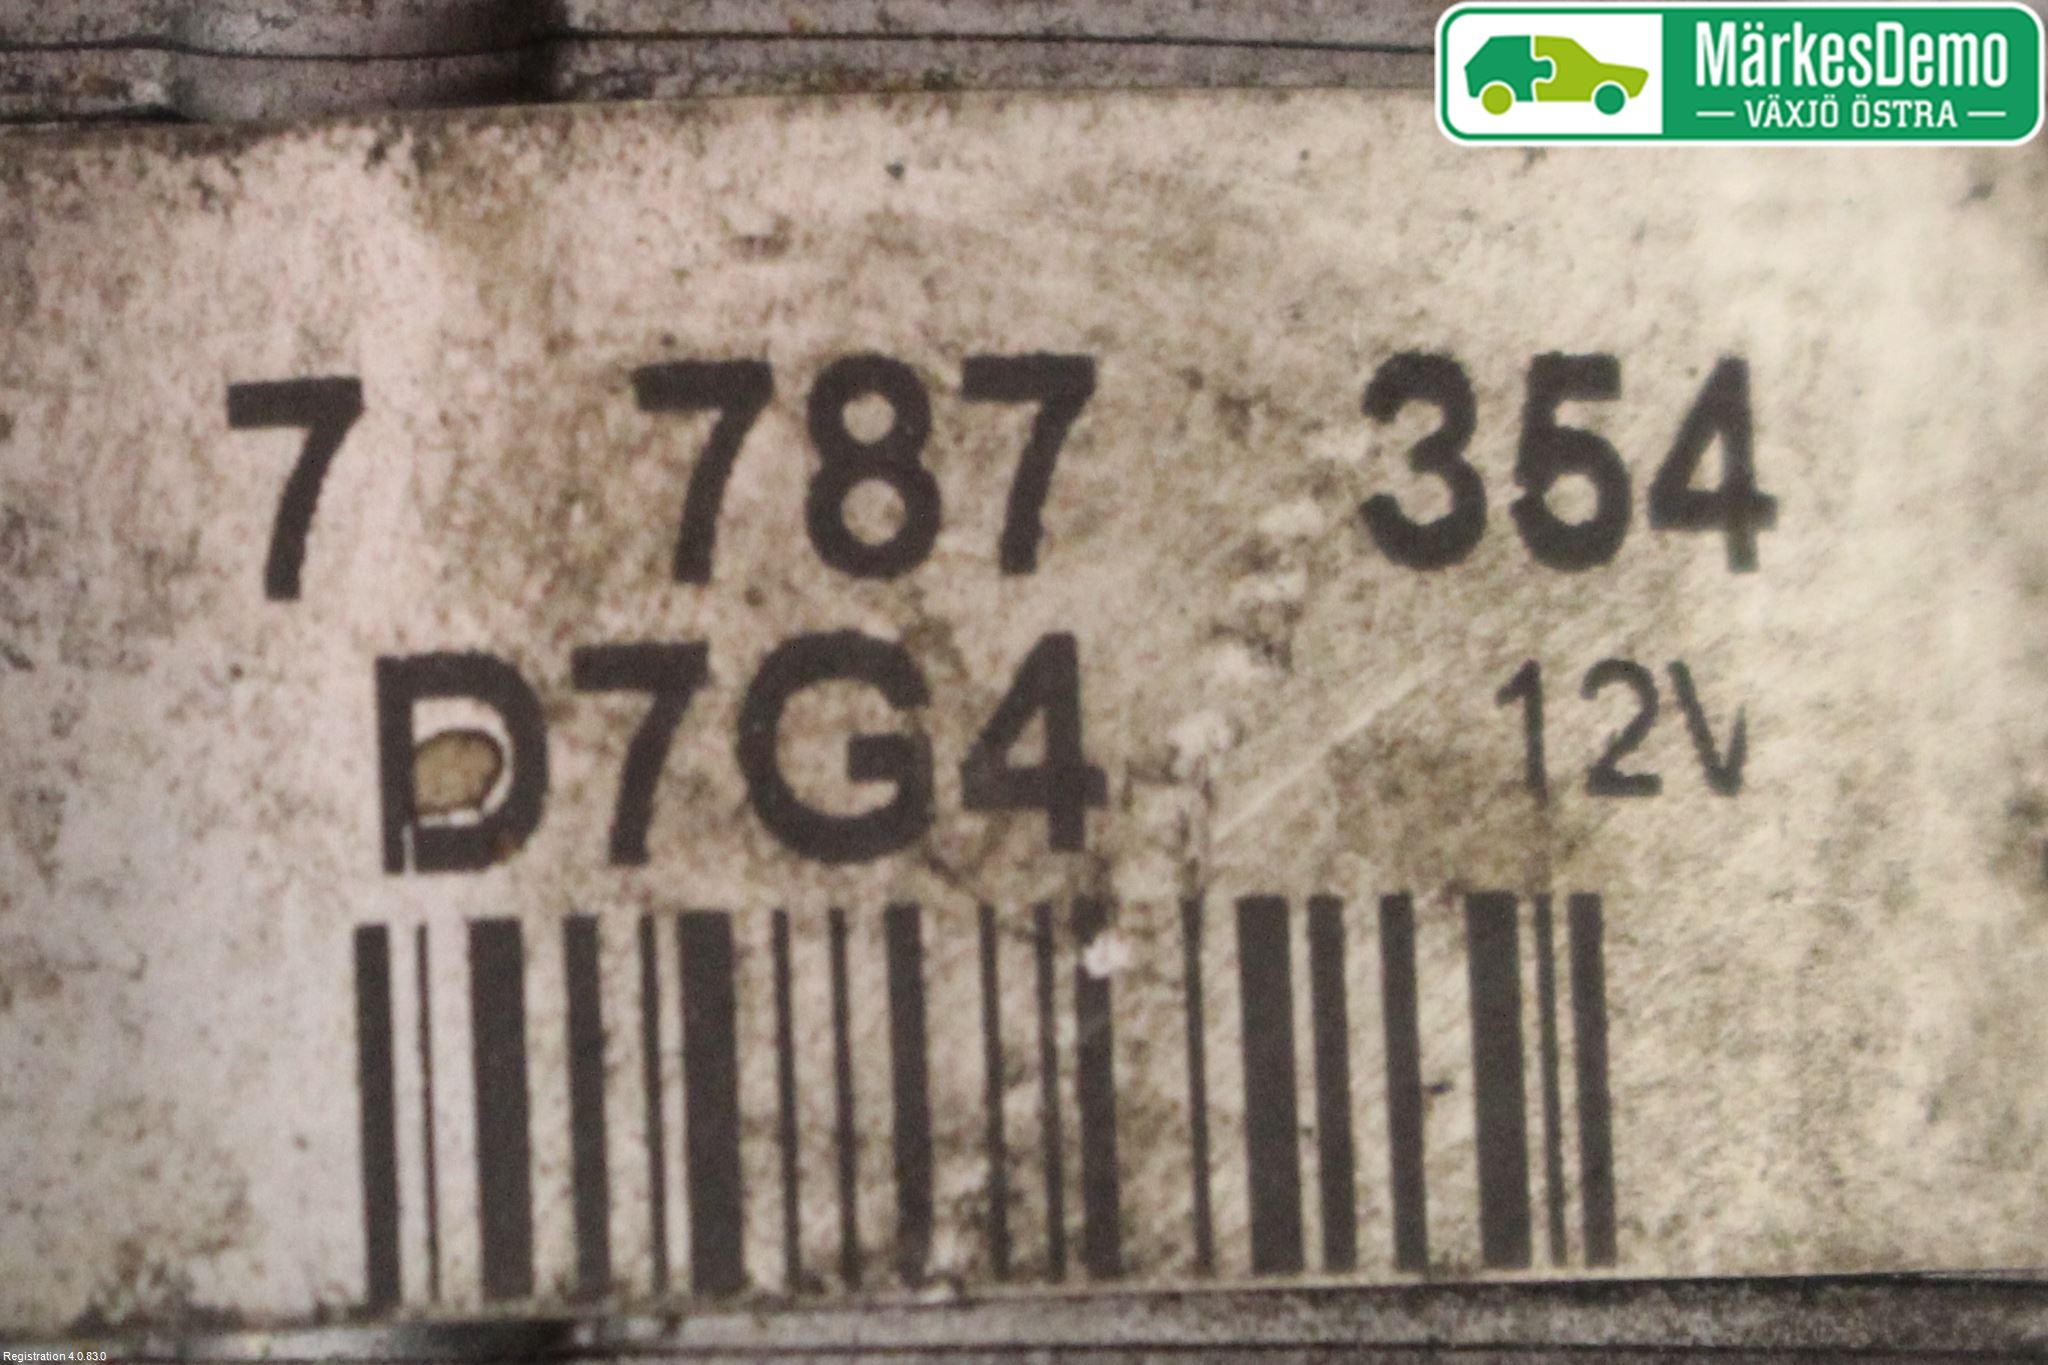 MärkesDemo
VÄXJÖ ÖSTRA
7 787 354
D7G4 12V
Registration 4.0.83.0